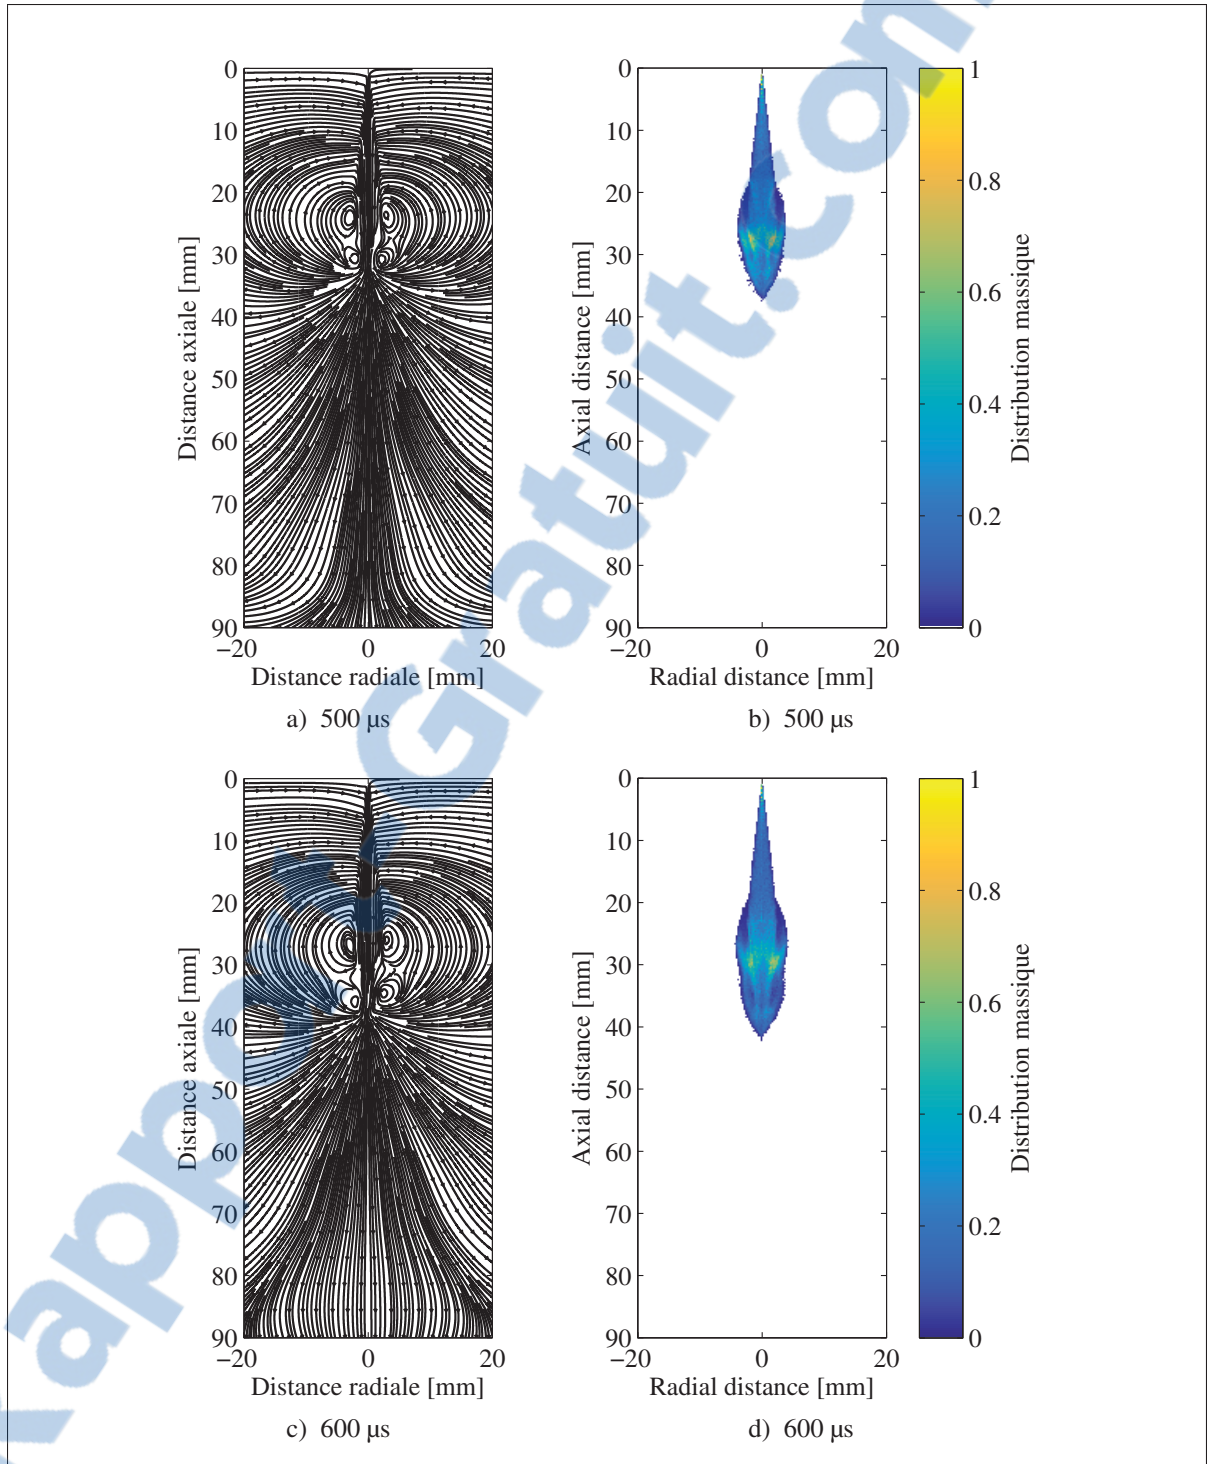 0
10
20
30
40
50
60
70
80
90
Distance axiale [mm]
−20 0 20
Distance radiale [mm]
a) 500 µs
0
10
20
30
40
50
60
70
80
90
Axial distance [mm]
−20 0 20
Radial distance [mm]
b) 500 µs
1
0.8
0.6
0.4
0.2
0
Distribution massique
0
10
20
30
40
50
60
70
80
90
Distance axiale [mm]
−20 0 20
Distance radiale [mm]
c) 600 µs
0
10
20
30
40
50
60
70
80
90
Axial distance [mm]
−20 0 20
Radial distance [mm]
d) 600 µs
1
0.8
0.6
0.4
0.2
0
Distribution massique
Rapport-Gratuit.com